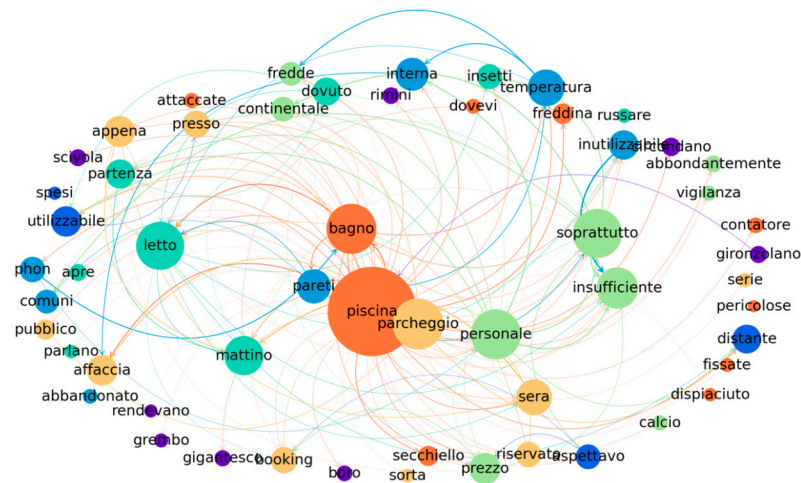 fredde
interna
insetti
temperatura
dovuto
rimini
attaccate
continentale
dovevi
freddina
russare
appena
presso
inutilizzabile
circondano
scivola
partenza
abbondantemente
spesi
vigilanza
utilizzabile
bagno
soprattutto
contatore
letto
gironzolano
phon
apre
pareti
insufficiente
serie
comuni
piscina
parcheggio
pericolose
pubblico
personale
distante
parlano
mattino
affaccia
fissate
abbandonato
sera
dispiaciuto
rendevano
calcio
grembo
gigantesco
booking
secchiello
riservato
aspettavo
boro
sorta
prezzo